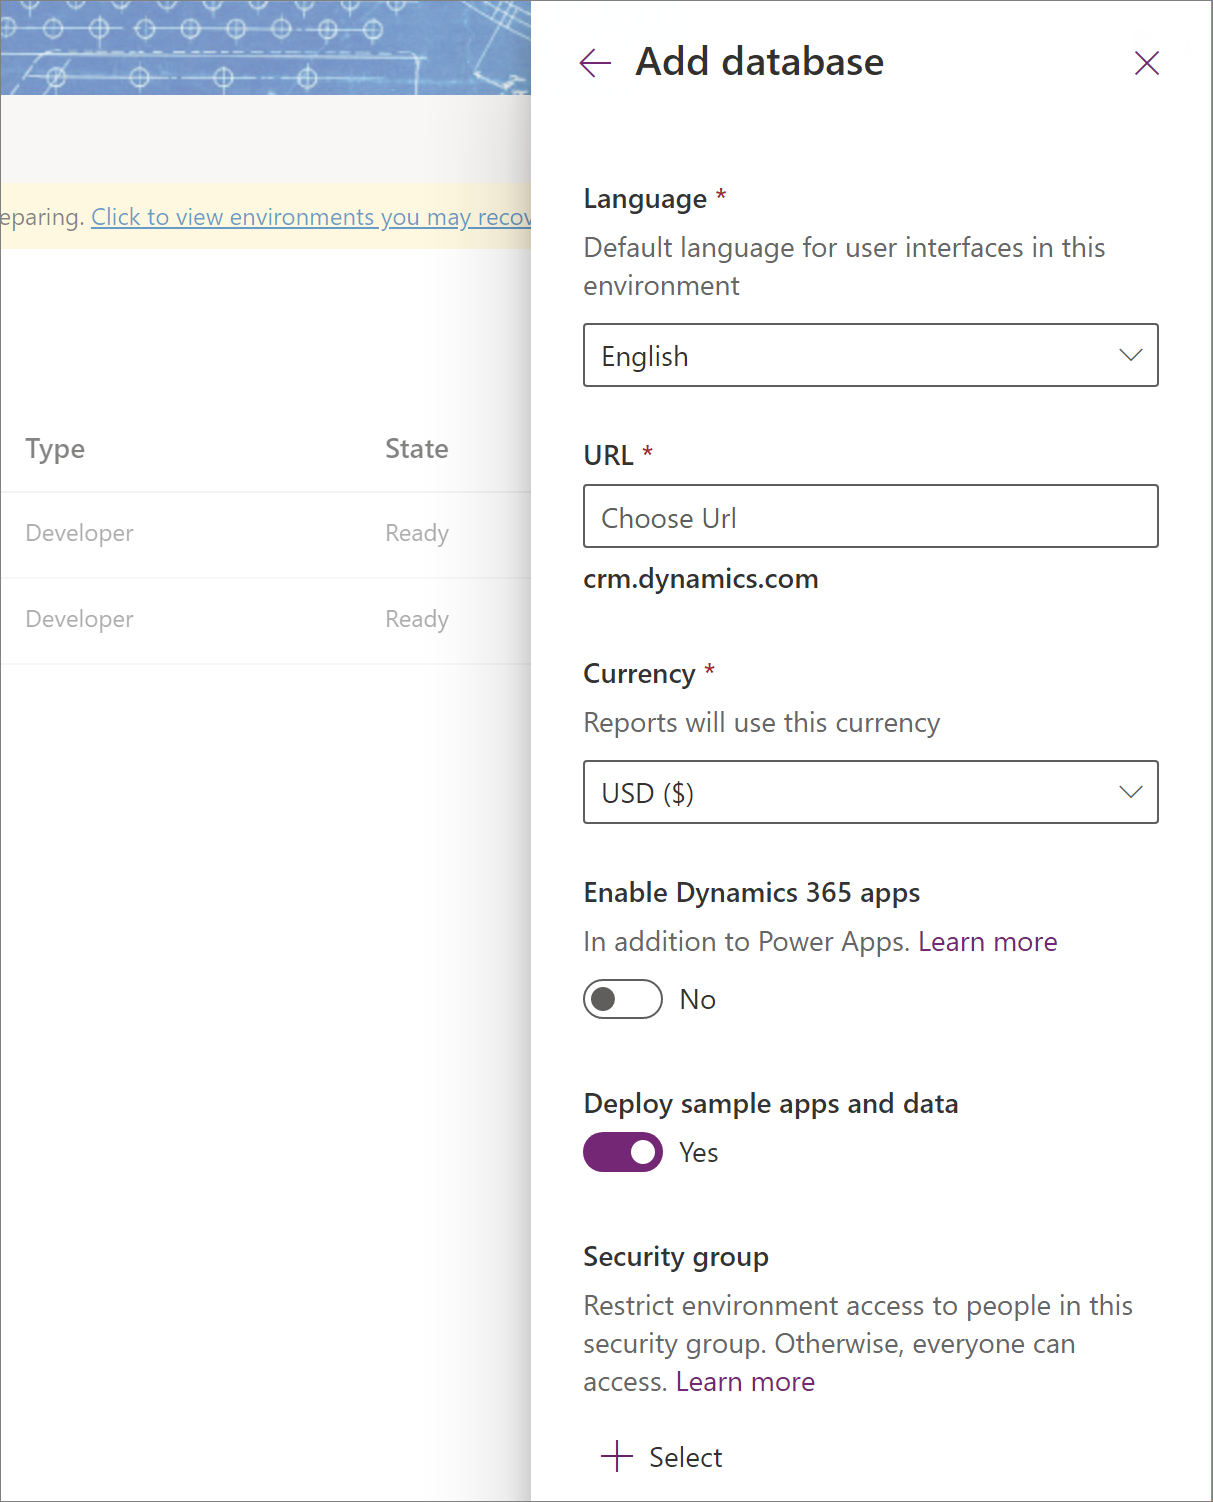 eparing. Click to view environments you may recov
Type State
Developer Ready
Developer Ready
Add database
Language *
Default language for user interfaces in this
environment
English
URL *
Choose Url
crm.dynamics.com
Currency *
Reports will use this currency
USD ($)
Enable Dynamics 365 apps
In addition to Power Apps. Learn more
No
Deploy sample apps and data
Yes
Security group
Restrict environment access to people in this
security group. Otherwise, everyone can
access. Learn more
Select